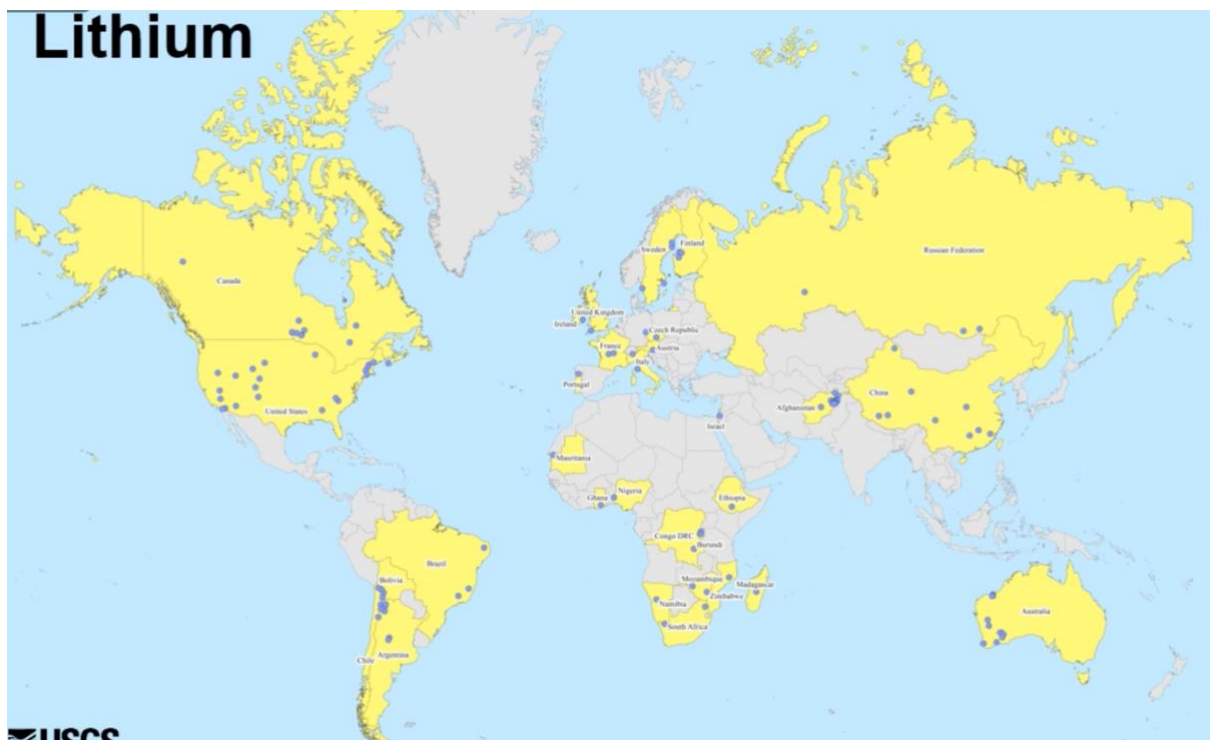 Lithium
Canada
Sweden
Finland
Russian Federation
United Kingdom
Ireland
Czech Republic
France
Austria
Italy
Portugal
United States
China
Afghanistan
Israel
Mauritania
Ghana
Nigeria
Ethiopia
Congo DRC
Burundi
Brazil
Bolivia
Mozambique
Madagascar
Zimbabwe
Namibia
South Africa
Australia
Chile
Argentina
USGS